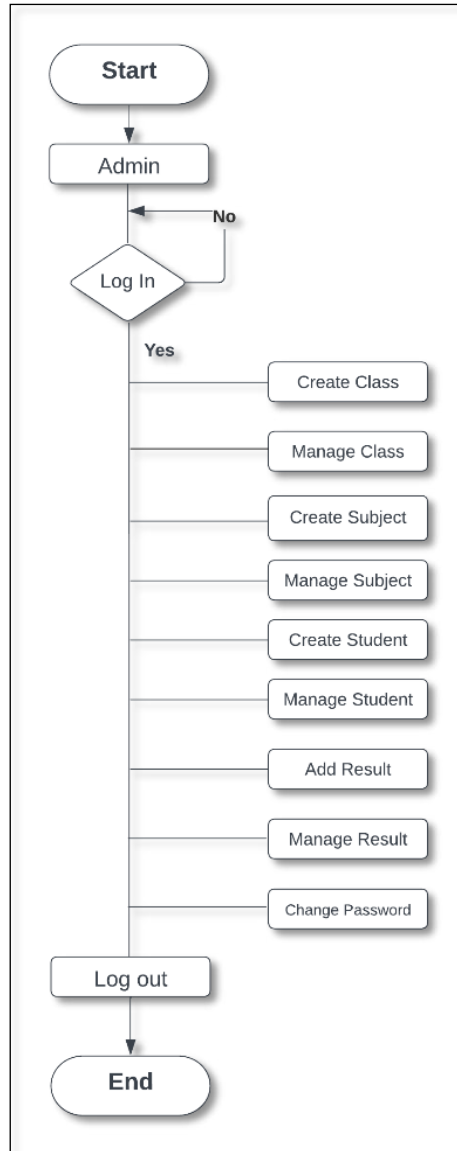 Start
Admin
No
Log In
Yes
Create Class
Manage Class
Create Subject
Manage Subject
Create Student
Manage Student
Add Result
Manage Result
Change Password
Log out
End